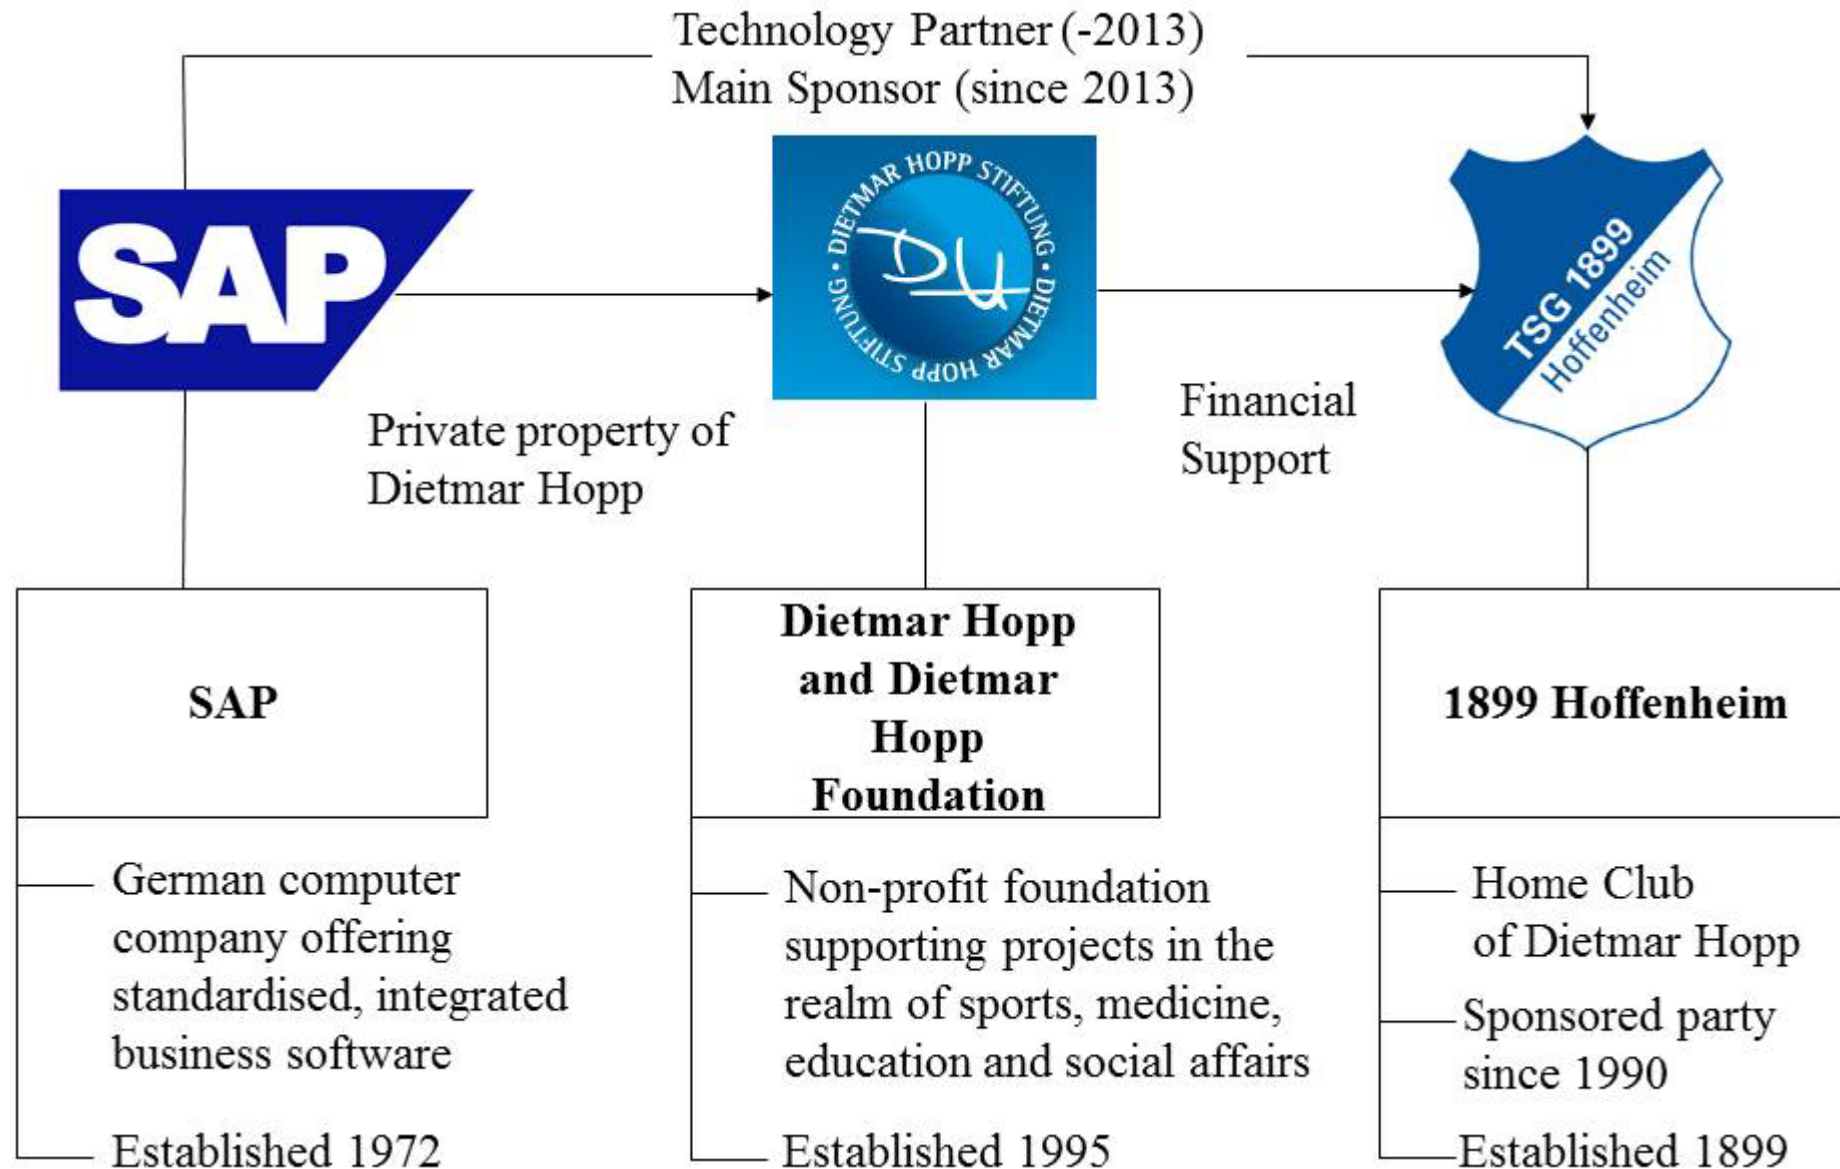 Technology Partner (-2013)
Main Sponsor (since 2013)
SAP
DIETMAR HOPP STIFTUNG • DIETMAR HOPP STIFTUNG •
TSG 1899
Hoffenheim
Private property of
Dietmar Hopp
Financial
Support
SAP
Dietmar Hopp
and Dietmar
Hopp
Foundation
1899 Hoffenheim
German computer
company offering
standardised, integrated
business software
Established 1972
Non-profit foundation
supporting projects in the
realm of sports, medicine,
education and social affairs
Established 1995
Home Club
of Dietmar Hopp
Sponsored party
since 1990
Established 1899